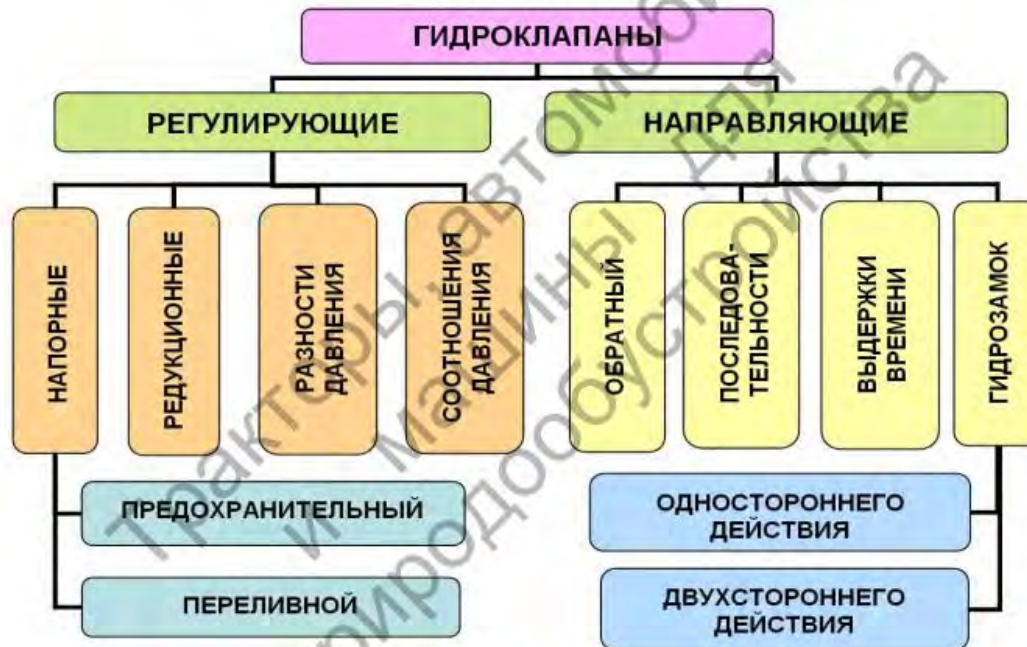 ГИДРОКЛАПАНЫ
РЕГУЛИРУЮЩИЕ
НАПРАВЛЯЮЩИЕ
НАПОРНЫЕ
РЕДУКЦИОННЫЕ
РАЗНОСТИ
ДАВЛЕНИЯ
СООТНОШЕНИЯ
ДАВЛЕНИЯ
ОБРАТНЫЙ
ПОСЛЕДОВА-
ТЕЛЬНОСТИ
ВЫДЕРЖКИ
ВРЕМЕНИ
ГИДРОЗАМОК
ПРЕДОХРАНИТЕЛЬНЫЙ
ПЕРЕЛИВНОЙ
ОДНОСТОРОННЕГО
ДЕЙСТВИЯ
ДВУХСТОРОННЕГО
ДЕЙСТВИЯ
Тракторы, автомоби
и машины для
природообустройства